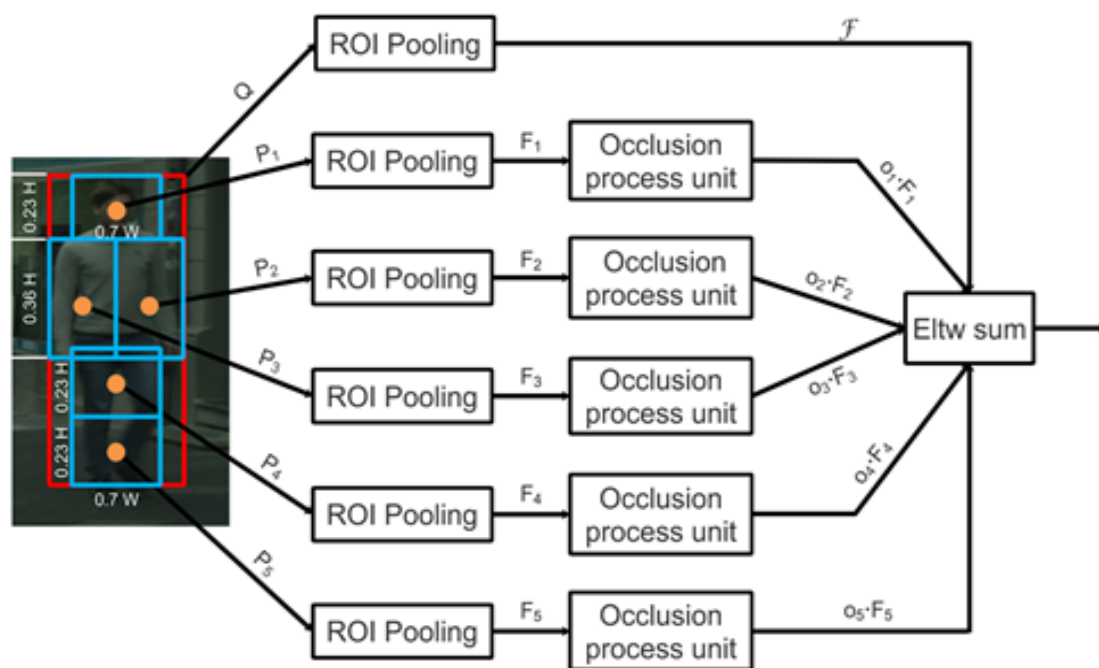 ROI Pooling
ℱ
Q
P₁
ROI Pooling
F₁
Occlusion
process unit
o₁·F₁
0.23 H
0.7 W
P₂
ROI Pooling
F₂
Occlusion
process unit
o₂·F₂
0.36 H
Eltw sum
P₃
ROI Pooling
F₃
Occlusion
process unit
o₃·F₃
0.23 H
0.23 H
0.7 W
P₄
ROI Pooling
F₄
Occlusion
process unit
o₄·F₄
P₅
ROI Pooling
F₅
Occlusion
process unit
o₅·F₅